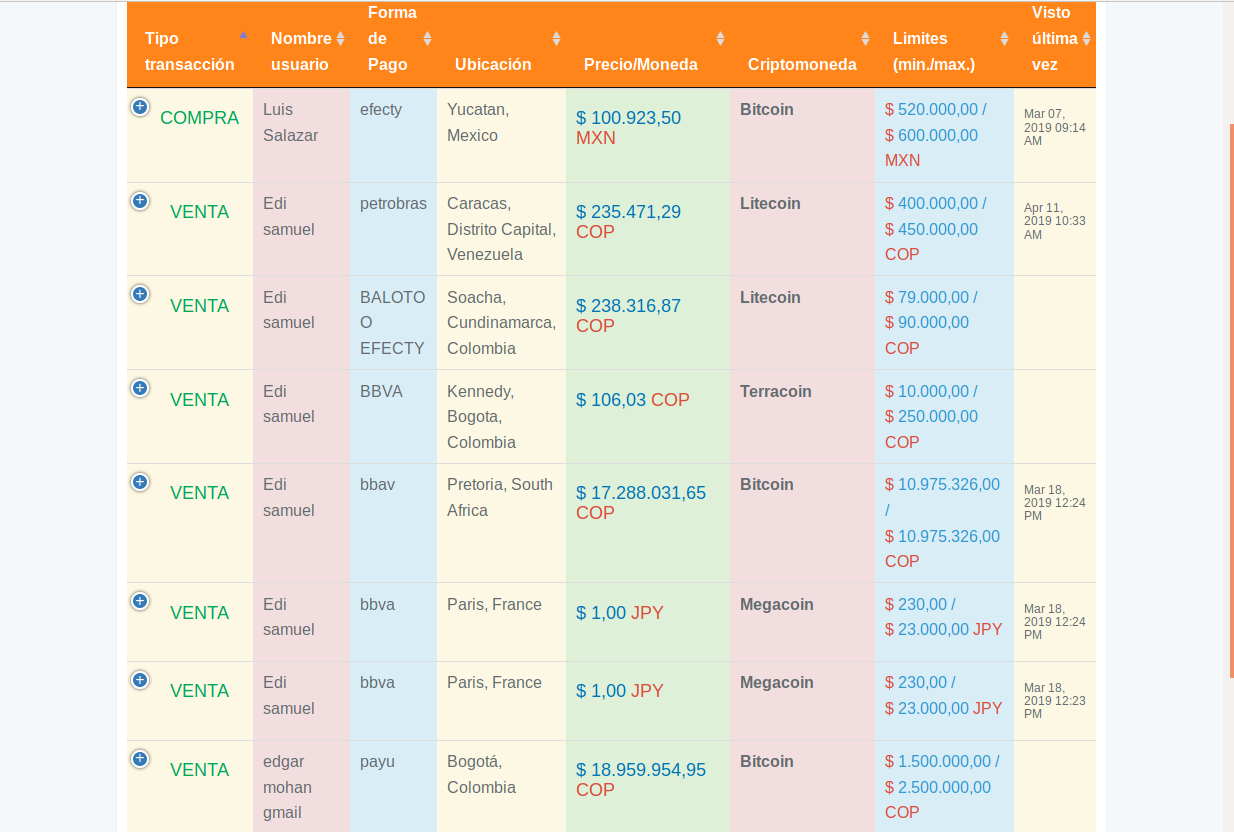 Tipo
transacción
Nombre
usuario
Forma
de
Pago
Ubicación
Precio/Moneda
Criptomoneda
Limites
(min./max.)
Visto
última
vez
COMPRA
Luis
Salazar
efecty
Yucatan,
Mexico
$ 100.923,50
MXN
Bitcoin
$ 520.000,00 /
$ 600.000,00
MXN
Mar 07,
2019 09:14
AM
VENTA
Edi
samuel
petrobras
Caracas,
Distrito Capital,
Venezuela
$ 235.471,29
COP
Litecoin
$ 400.000,00 /
$ 450.000,00
COP
Apr 11,
2019 10:33
AM
VENTA
Edi
samuel
BALOTO
O
EFECTY
Soacha,
Cundinamarca,
Colombia
$ 238.316,87
COP
Litecoin
$ 79.000,00 /
$ 90.000,00
COP
VENTA
Edi
samuel
BBVA
Kennedy,
Bogota,
Colombia
$ 106,03 COP
Terracoin
$ 10.000,00 /
$ 250.000,00
COP
VENTA
Edi
samuel
bbav
Pretoria, South
Africa
$ 17.288.031,65
COP
Bitcoin
$ 10.975.326,00
/
$ 10.975.326,00
COP
Mar 18,
2019 12:24
PM
VENTA
Edi
samuel
bbva
Paris, France
$ 1,00 JPY
Megacoin
$ 230,00 /
$ 23.000,00 JPY
Mar 18,
2019 12:24
PM
VENTA
Edi
samuel
bbva
Paris, France
$ 1,00 JPY
Megacoin
$ 230,00 /
$ 23.000,00 JPY
Mar 18,
2019 12:23
PM
VENTA
edgar
mohan
gmail
payu
Bogotá,
Colombia
$ 18.959.954,95
COP
Bitcoin
$ 1.500.000,00 /
$ 2.500.000,00
COP